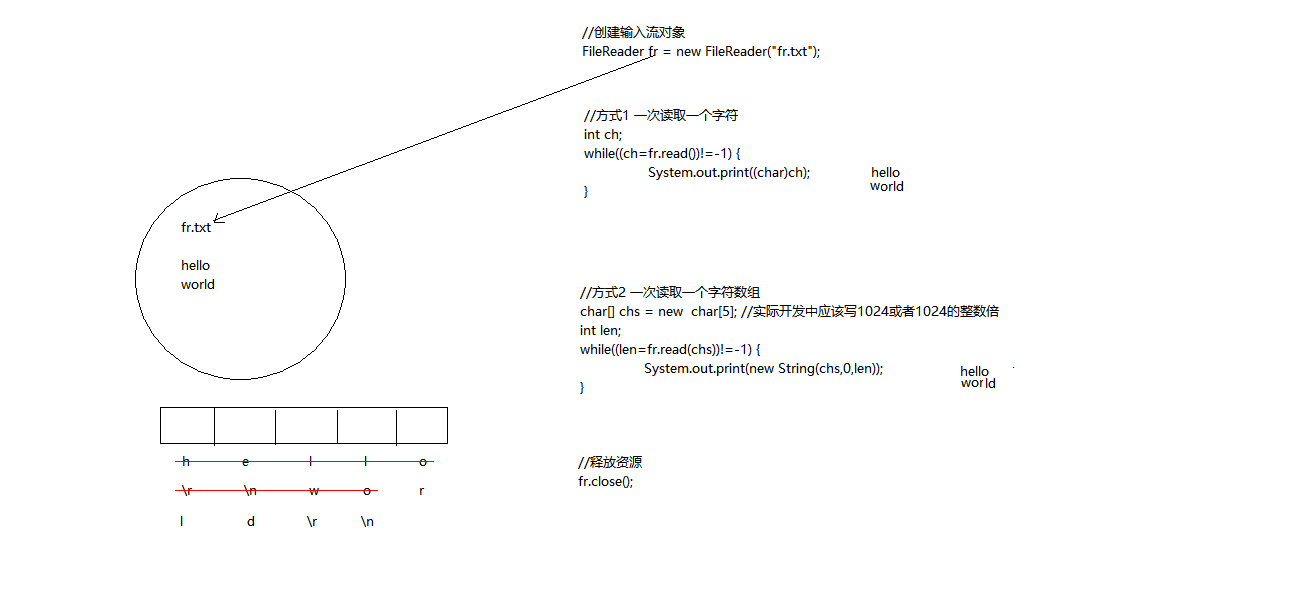 //创建输入流对象
FileReader fr = new FileReader("fr.txt");
//方式1 一次读取一个字符
int ch;
while((ch=fr.read())!=-1) {
System.out.print((char)ch);
}
hello
world
fr.txt
hello
world
//方式2 一次读取一个字符数组
char[] chs = new  char[5]; //实际开发中应该写1024或者1024的整数倍
int len;
while((len=fr.read(chs))!=-1) {
System.out.print(new String(chs,0,len));
}
hello
world
h e l l o
\r \n w o r
l d \r \n
//释放资源
fr.close();